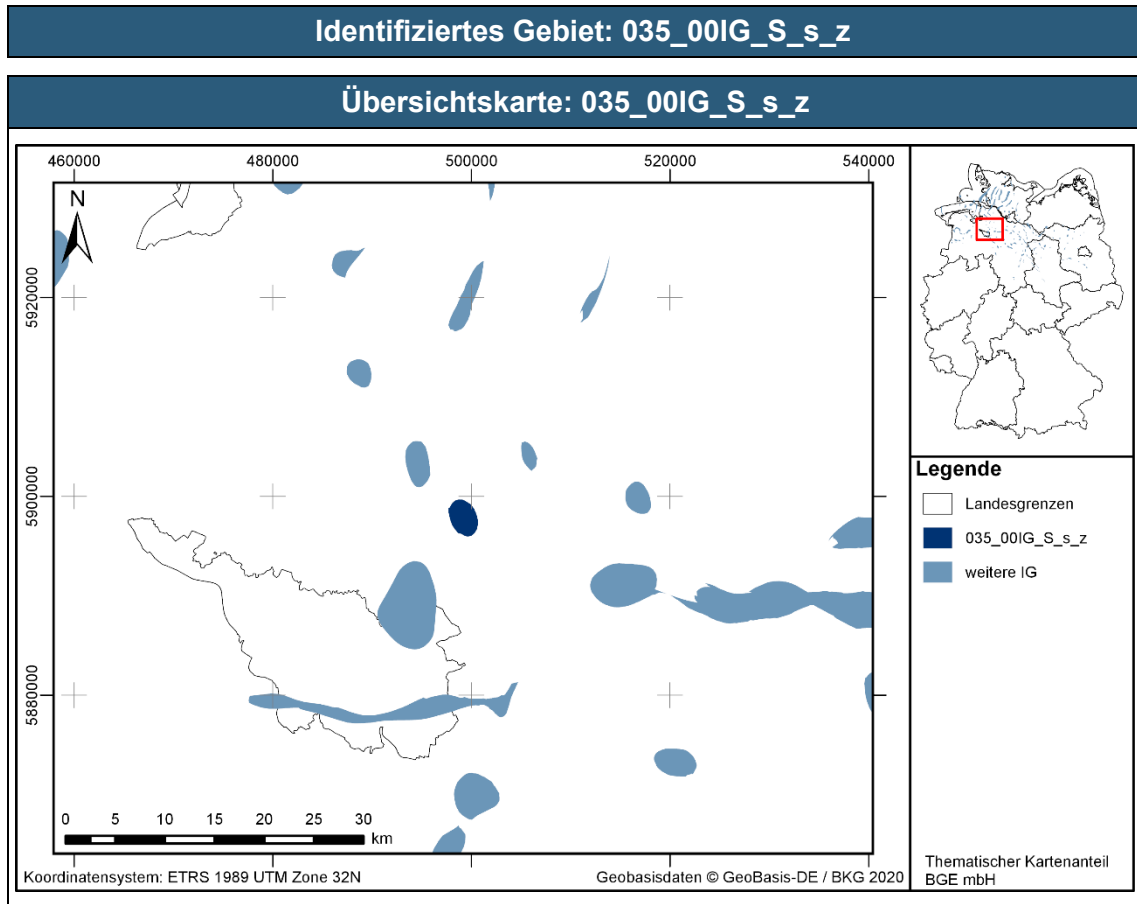 Identifiziertes Gebiet: 035_00IG_S_s_z
Übersichtskarte: 035_00IG_S_s_z
460000 480000 500000 520000 540000
N
5920000
5900000
5880000
0 5 10 15 20 25 30
km
Koordinatensystem: ETRS 1989 UTM Zone 32N
Geobasisdaten © GeoBasis-DE / BKG 2020
Legende
Landesgrenzen
035_00IG_S_s_z
weitere IG
Thematischer Kartenanteil
BGE mbH